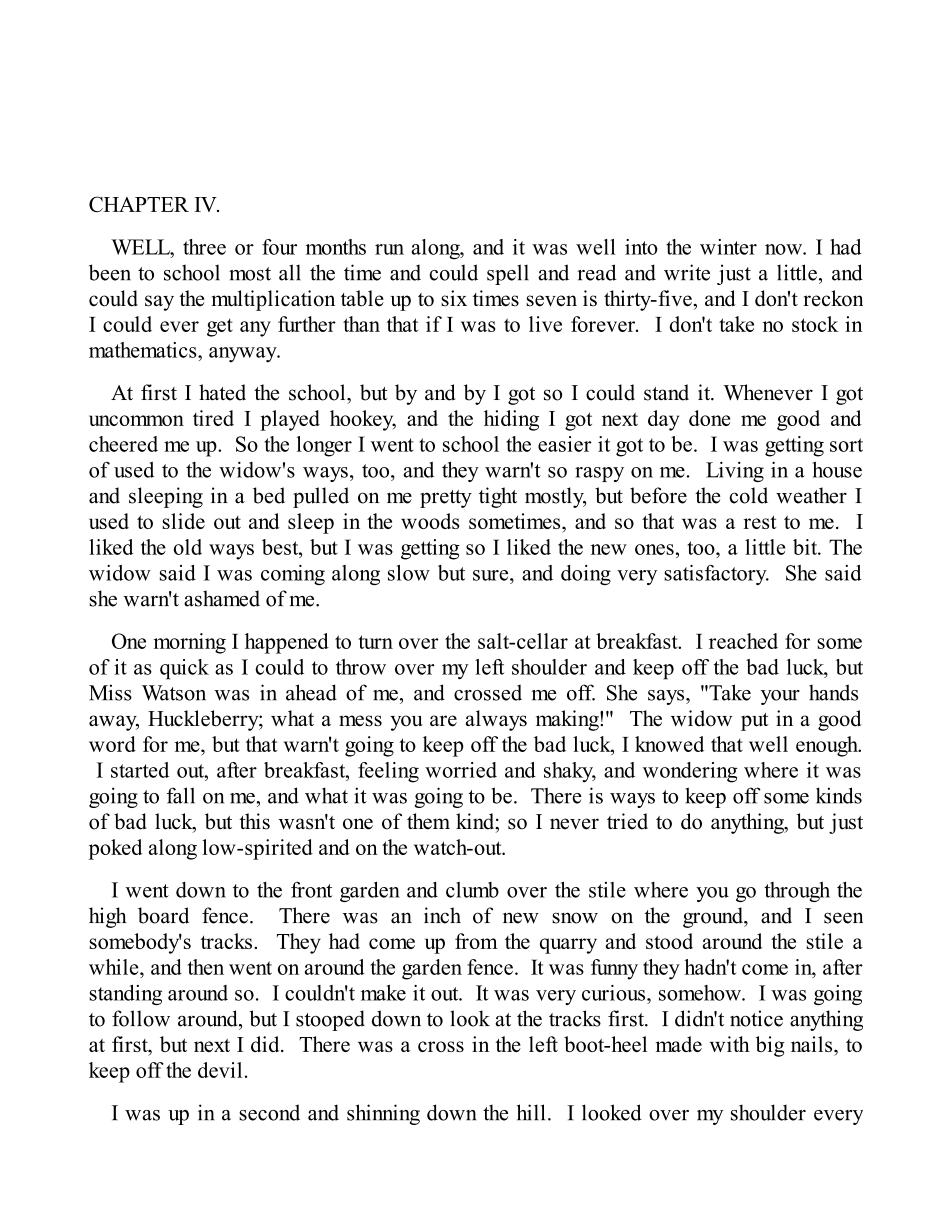 CHAPTER IV.
WELL, three or four months run along, and it was well into the winter now. I had
been to school most all the time and could spell and read and write just a little, and
could say the multiplication table up to six times seven is thirty-five, and I don't reckon
I could ever get any further than that if I was to live forever.  I don't take no stock in
mathematics, anyway.
At first I hated the school, but by and by I got so I could stand it. Whenever I got
uncommon tired I played hookey, and the hiding I got next day done me good and
cheered me up.  So the longer I went to school the easier it got to be.  I was getting sort
of used to the widow's ways, too, and they warn't so raspy on me.  Living in a house
and sleeping in a bed pulled on me pretty tight mostly, but before the cold weather I
used to slide out and sleep in the woods sometimes, and so that was a rest to me.  I
liked the old ways best, but I was getting so I liked the new ones, too, a little bit. The
widow said I was coming along slow but sure, and doing very satisfactory.  She said
she warn't ashamed of me.
One morning I happened to turn over the salt-cellar at breakfast.  I reached for some
of it as quick as I could to throw over my left shoulder and keep off the bad luck, but
Miss Watson was in ahead of me, and crossed me off. She says, "Take your hands
away, Huckleberry; what a mess you are always making!"  The widow put in a good
word for me, but that warn't going to keep off the bad luck, I knowed that well enough.
I started out, after breakfast, feeling worried and shaky, and wondering where it was
going to fall on me, and what it was going to be.  There is ways to keep off some kinds
of bad luck, but this wasn't one of them kind; so I never tried to do anything, but just
poked along low-spirited and on the watch-out.
I went down to the front garden and clumb over the stile where you go through the
high board fence.  There was an inch of new snow on the ground, and I seen
somebody's tracks.  They had come up from the quarry and stood around the stile a
while, and then went on around the garden fence.  It was funny they hadn't come in, after
standing around so.  I couldn't make it out.  It was very curious, somehow.  I was going
to follow around, but I stooped down to look at the tracks first.  I didn't notice anything
at first, but next I did.  There was a cross in the left boot-heel made with big nails, to
keep off the devil.
I was up in a second and shinning down the hill.  I looked over my shoulder every